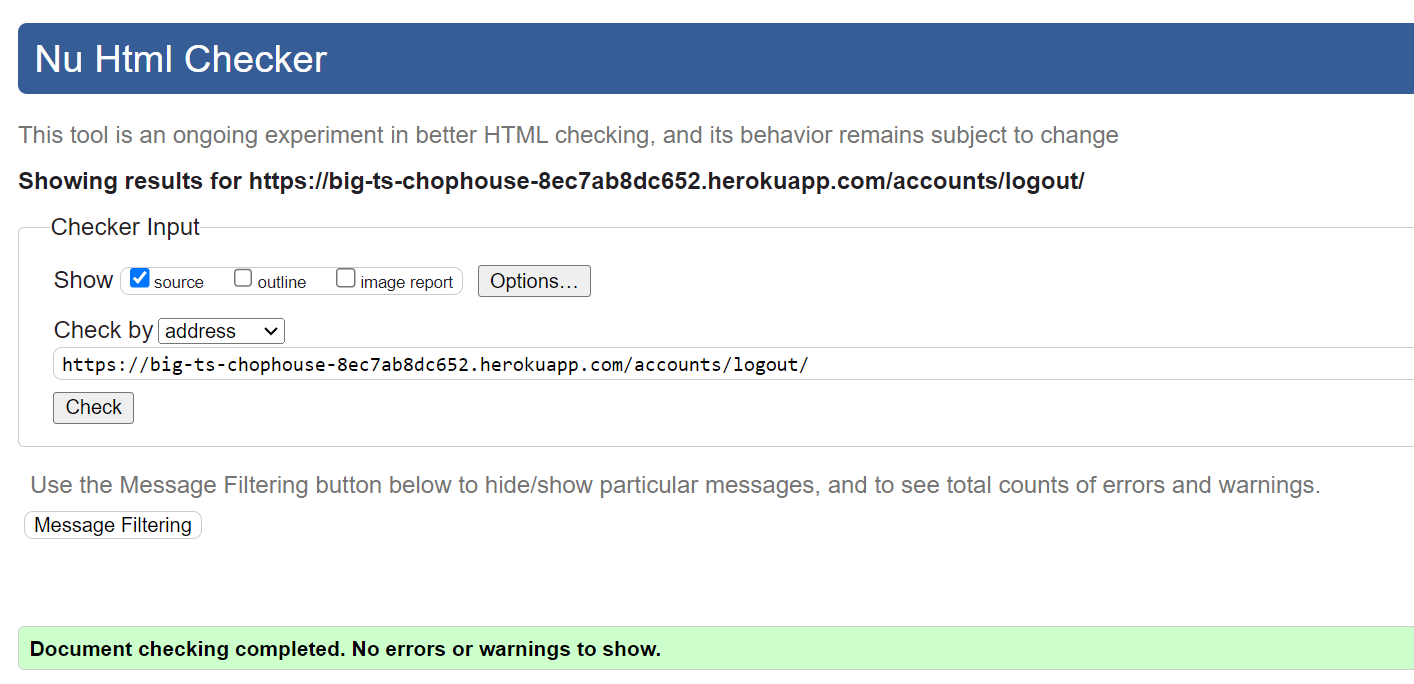 Nu Html Checker
This tool is an ongoing experiment in better HTML checking, and its behavior remains subject to change
Showing results for https://big-ts-chophouse-8ec7ab8dc652.herokuapp.com/accounts/logout/
Checker Input
Show source outline image report Options...
Check by address
https://big-ts-chophouse-8ec7ab8dc652.herokuapp.com/accounts/logout/
Check
Use the Message Filtering button below to hide/show particular messages, and to see total counts of errors and warnings.
Message Filtering
Document checking completed. No errors or warnings to show.